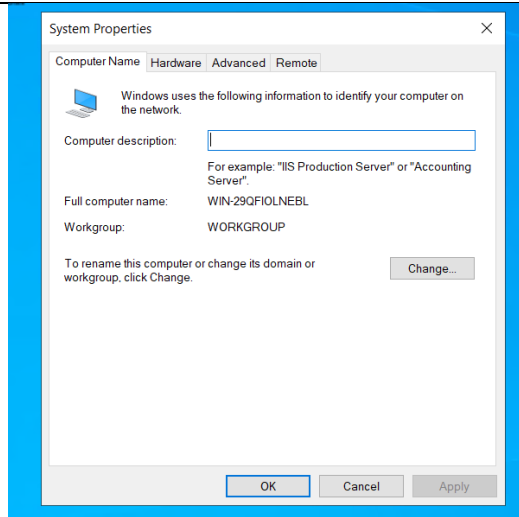 System Properties
Computer Name Hardware Advanced Remote
Windows uses the following information to identify your computer on
the network.
Computer description:
For example: "IIS Production Server" or "Accounting
Server".
Full computer name: WIN-29QFIOLNEBL
Workgroup: WORKGROUP
To rename this computer or change its domain or
workgroup, click Change.
Change...
OK Cancel Apply